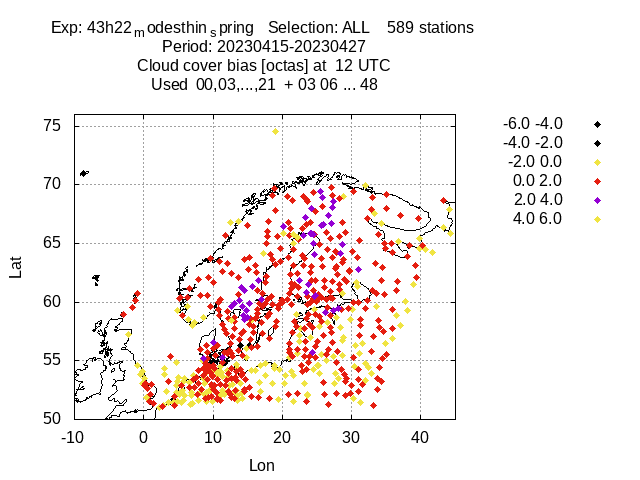 Exp: 43h22modesthinspring   Selection: ALL    589 stations
Period: 20230415-20230427
Cloud cover bias [octas] at  12 UTC
Used  00,03,...,21  + 03 06 ... 48
-6.0 -4.0
-4.0 -2.0
-2.0 0.0
0.0 2.0
2.0 4.0
4.0 6.0
75
70
65
60
55
50
Lat
-10 0 10 20 30 40
Lon